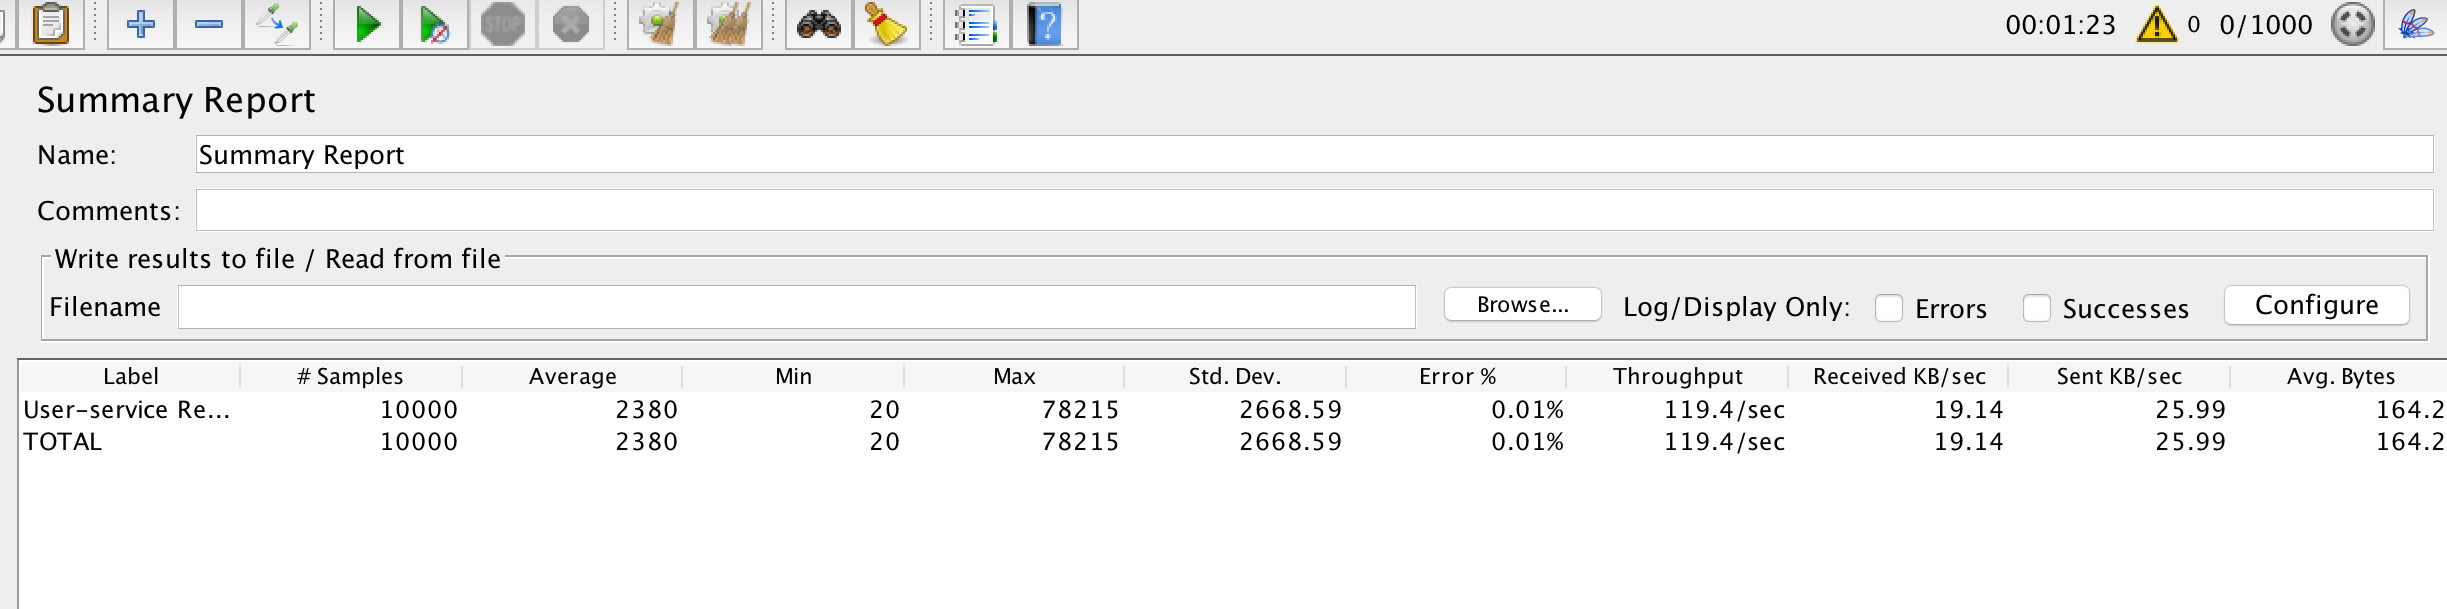 STOP 00:01:23 0 0/1000
Summary Report
Name: Summary Report
Comments:
Write results to file / Read from file
Filename Browse... Log/Display Only: Errors Successes Configure
Label # Samples Average Min Max Std. Dev. Error % Throughput Received KB/sec Sent KB/sec Avg. Bytes
User-service Re... 10000 2380 20 78215 2668.59 0.01% 119.4/sec 19.14 25.99 164.2
TOTAL 10000 2380 20 78215 2668.59 0.01% 119.4/sec 19.14 25.99 164.2